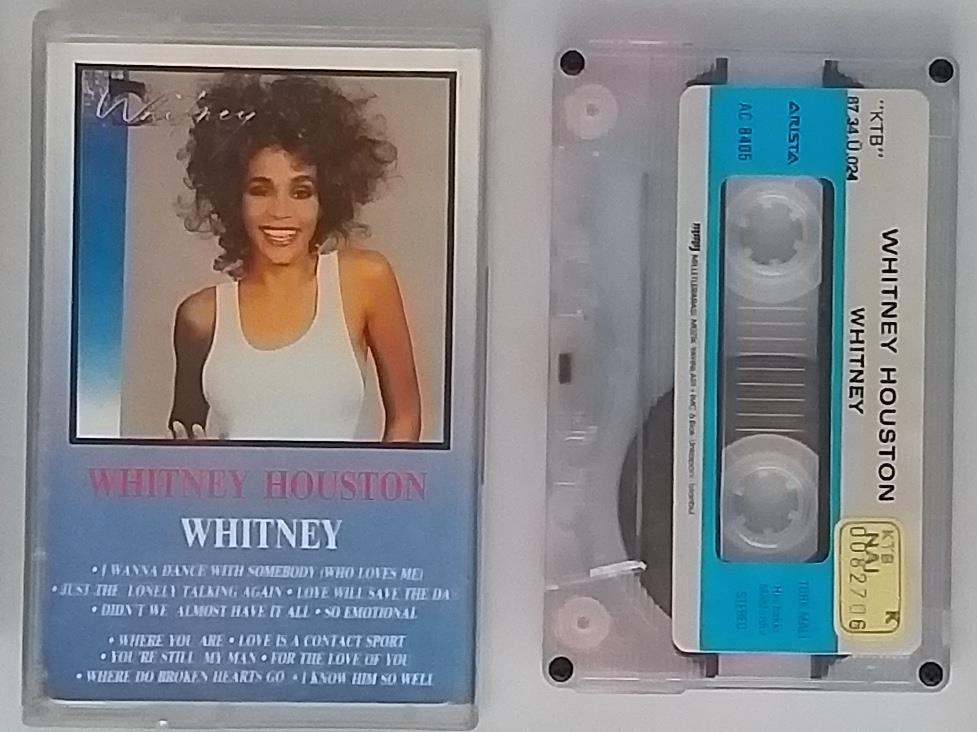 Whitney
WHITNEY HOUSTON
WHITNEY
• I WANNA DANCE WITH SOMEBODY (WHO LOVES ME)
• JUST THE LONELY TALKING AGAIN • LOVE WILL SAVE THE DA
• DIDN'T WE ALMOST HAVE IT ALL • SO EMOTIONAL
• WHERE YOU ARE • LOVE IS A CONTACT SPORT
• YOU'RE STILL MY MAN • FOR THE LOVE OF YOU
• WHERE DO BROKEN HEARTS GO • I KNOW HIM SO WELL
"KTB"
87.34.Ü.024
WHITNEY HOUSTON
WHITNEY
ARISTA
AC 8405
TÜRK MALI
STEREO
KTB K
NAJ
0082706